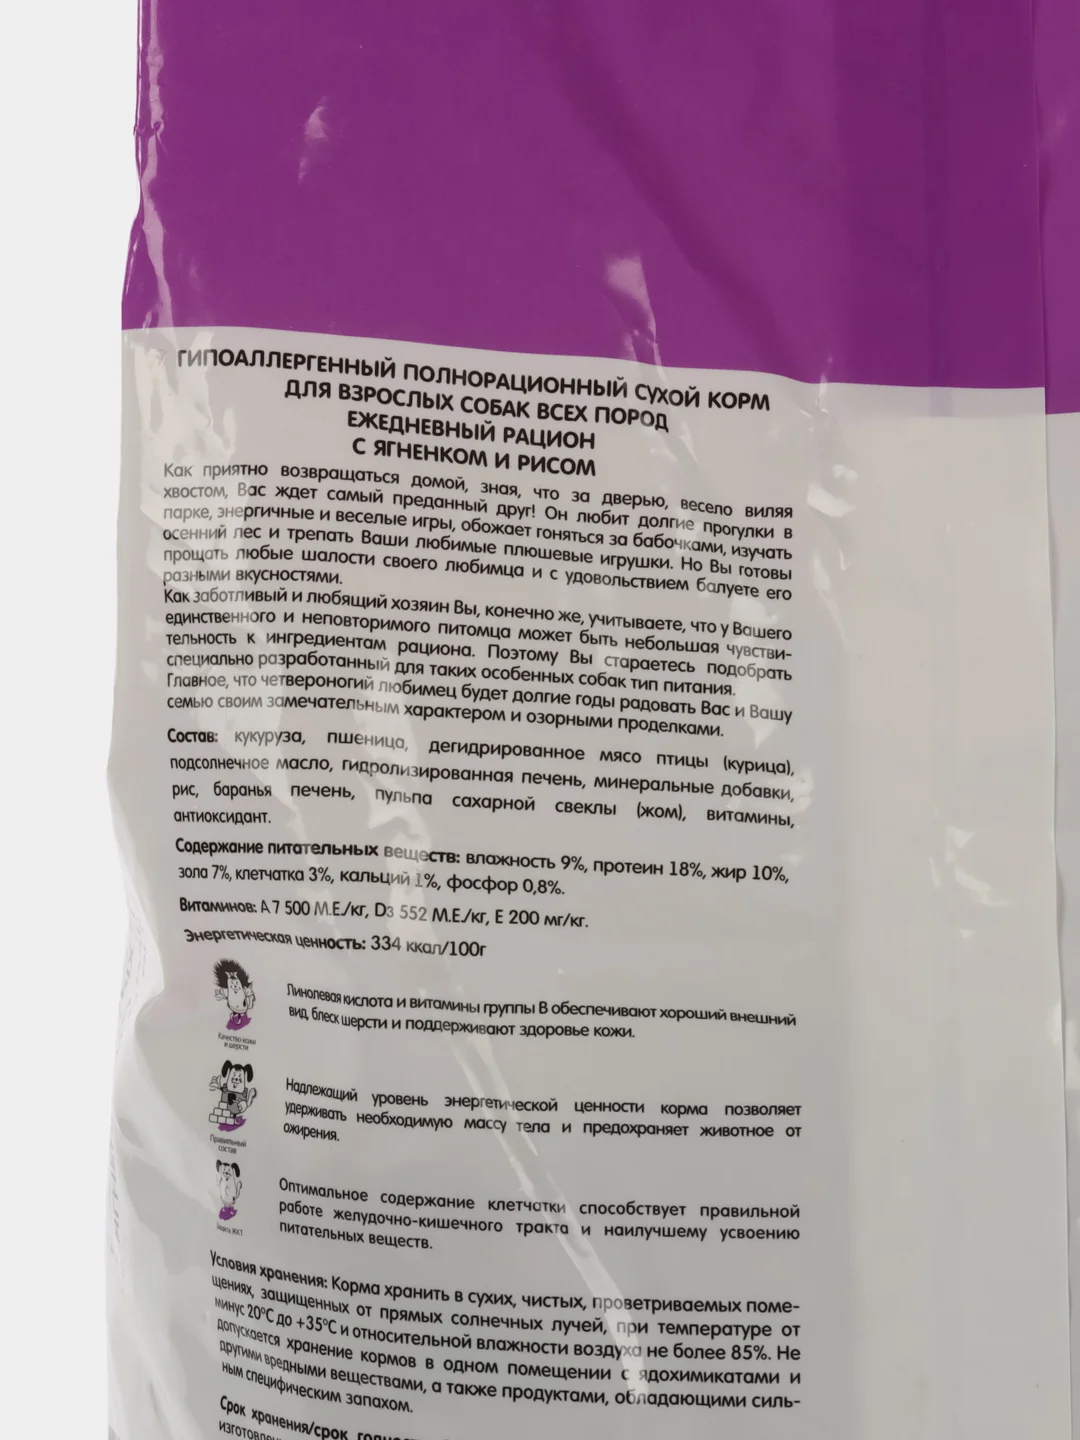 ГИПОАЛЛЕРГЕННЫЙ ПОЛНОРАЦИОННЫЙ СУХОЙ КОРМ
ДЛЯ ВЗРОСЛЫХ СОБАК ВСЕХ ПОРОД
ЕЖЕДНЕВНЫЙ РАЦИОН
С ЯГНЕНКОМ И РИСОМ
Как приятно возвращаться домой, зная, что за дверью, весело виляя
хвостом, Вас ждет самый преданный друг! Он любит долгие прогулки в
парке, энергичные и веселые игры, обожает гоняться за бабочками, изучать
осенний лес и трепать Ваши любимые плюшевые игрушки. Но Вы готовы
прощать любые шалости своего любимца и с удовольствием балуете его
разными вкусностями.
Как заботливый и любящий хозяин Вы, конечно же, учитываете, что у Вашего
единственного и неповторимого питомца может быть небольшая чувстви-
тельность к ингредиентам рациона. Поэтому Вы стараетесь подобрать
специально разработанный для таких особенных собак тип питания.
Главное, что четвероногий любимец будет долгие годы радовать Вас и Вашу
семью своим замечательным характером и озорными проделками.
Состав: кукуруза, пшеница, дегидрированное мясо птицы (курица),
подсолнечное масло, гидролизированная печень, минеральные добавки,
рис, баранья печень, пульпа сахарной свеклы (жом), витамины,
антиоксидант.
Содержание питательных веществ: влажность 9%, протеин 18%, жир 10%,
зола 7%, клетчатка 3%, кальций 1%, фосфор 0,8%.
Витаминов: А 7 500 М.Е./кг, D3 552 М.Е./кг, Е 200 мг/кг.
Энергетическая ценность: 334 ккал/100г
Линолевая кислота и витамины группы В обеспечивают хороший внешний
вид, блеск шерсти и поддерживают здоровье кожи.
Качество кожи
и шерсти
Надлежащий уровень энергетической ценности корма позволяет
удерживать необходимую массу тела и предохраняет животное от
ожирения.
Правильный
состав
Оптимальное содержание клетчатки способствует правильной
работе желудочно-кишечного тракта и наилучшему усвоению
питательных веществ.
Защита ЖКТ
Условия хранения: Корма хранить в сухих, чистых, проветриваемых поме-
щениях, защищенных от прямых солнечных лучей, при температуре от
минус 20°С до +35°С и относительной влажности воздуха не более 85%. Не
допускается хранение кормов в одном помещении с ядохимикатами и
другими вредными веществами, а также продуктами, обладающими силь-
ным специфическим запахом.
Срок хранения/срок